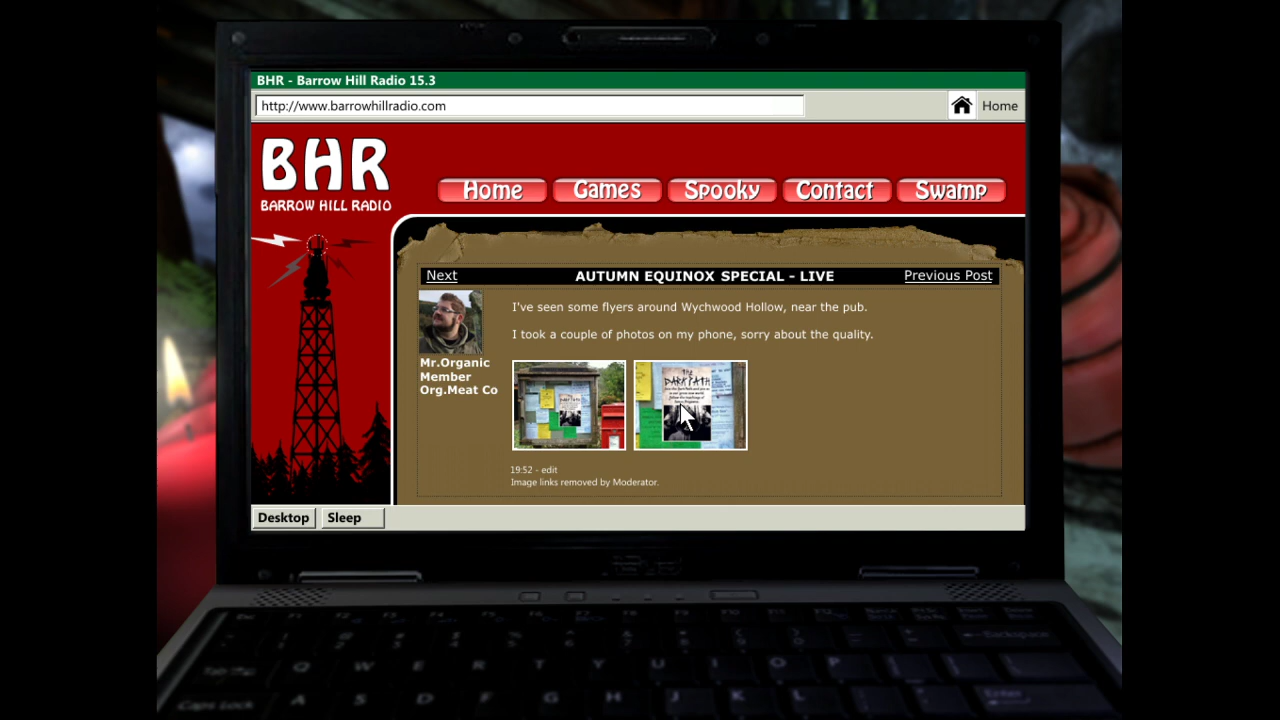 BHR - Barrow Hill Radio 15.3
http://www.barrowhillradio.com
Home
BHR
BARROW HILL RADIO
Home
Games
Spooky
Contact
Swamp
Next
AUTUMN EQUINOX SPECIAL - LIVE
Previous Post
I've seen some flyers around Wychwood Hollow, near the pub.
I took a couple of photos on my phone, sorry about the quality.
Mr.Organic
Member
Org.Meat Co
THE
DARK PATH
19:52 - edit
Image links removed by Moderator.
Desktop
Sleep
Q W E R T Y U I O P
Caps Lock A S D F G H J K L